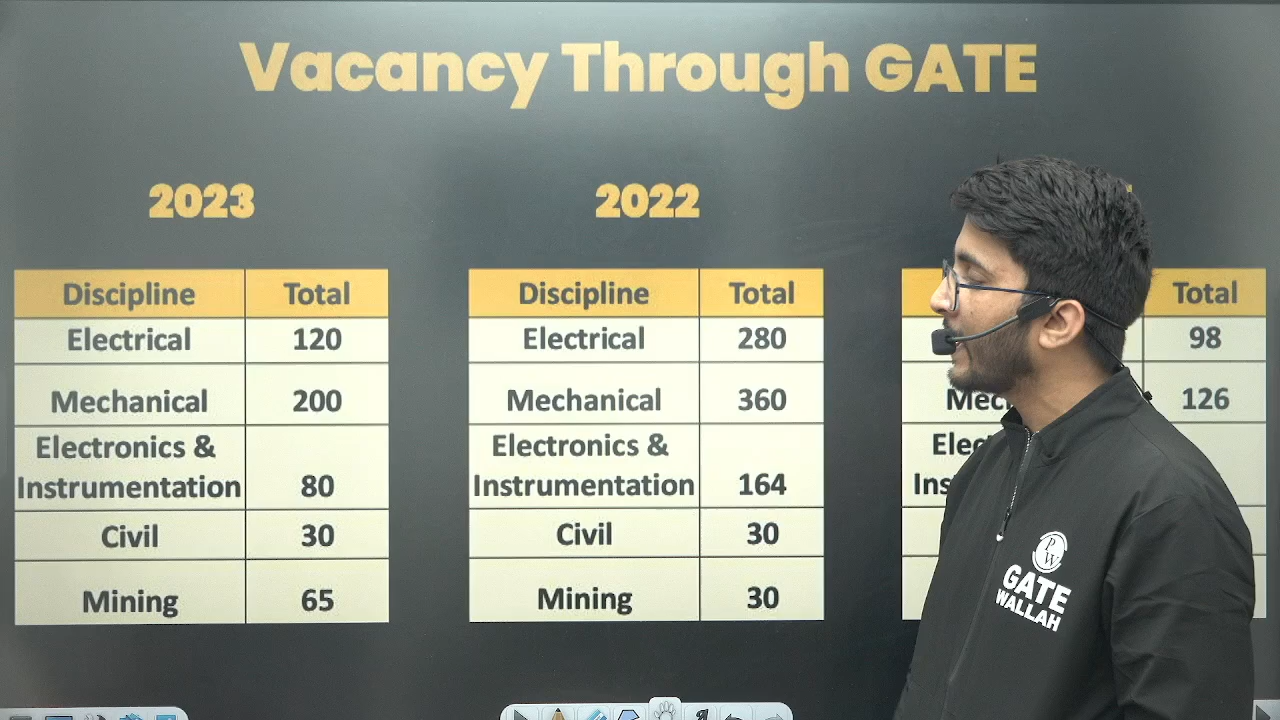 Vacancy Through GATE
2023
Discipline Total
Electrical 120
Mechanical 200
Electronics &
Instrumentation 80
Civil 30
Mining 65
2022
Discipline Total
Electrical 280
Mechanical 360
Electronics &
Instrumentation 164
Civil 30
Mining 30
Total
98
126
PW
GATE
WALLAH